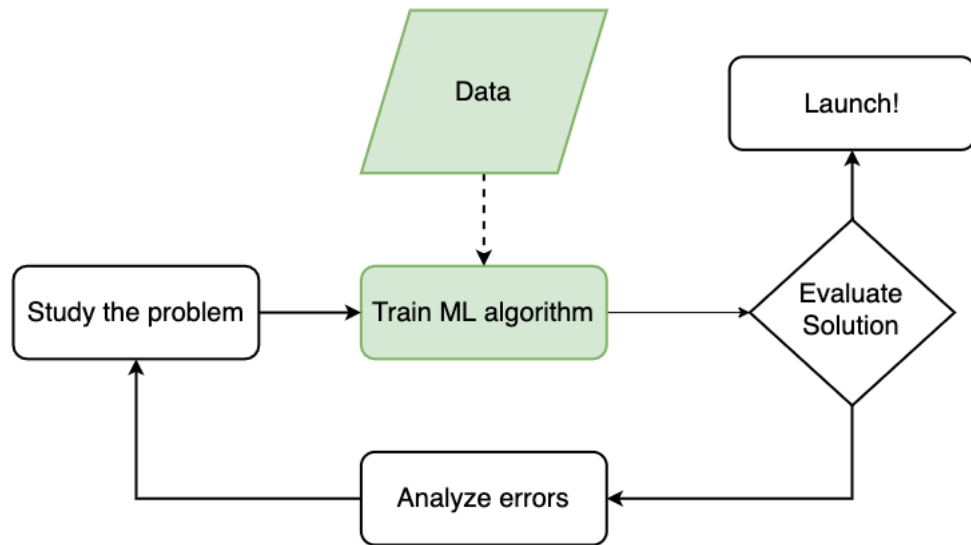 Data
Launch!
Study the problem
Train ML algorithm
Evaluate
Solution
Analyze errors